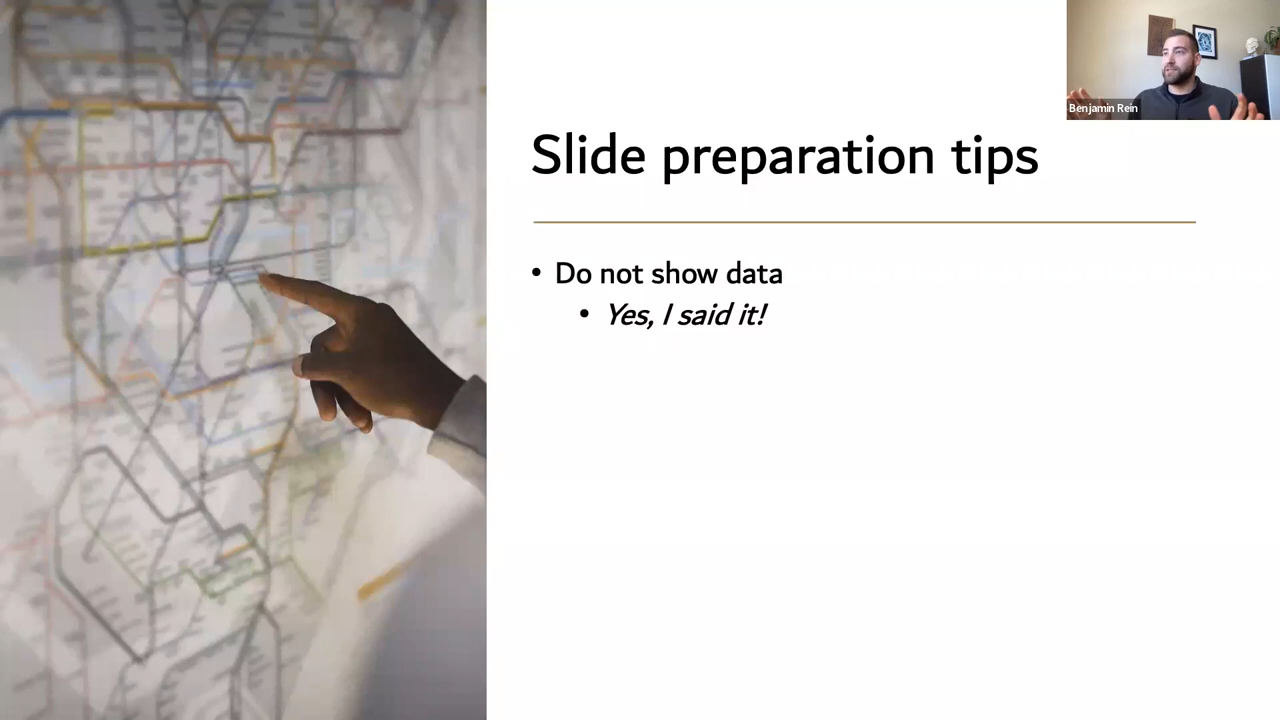 Benjamin Rein
Slide preparation tips
• Do not show data
• Yes, I said it!